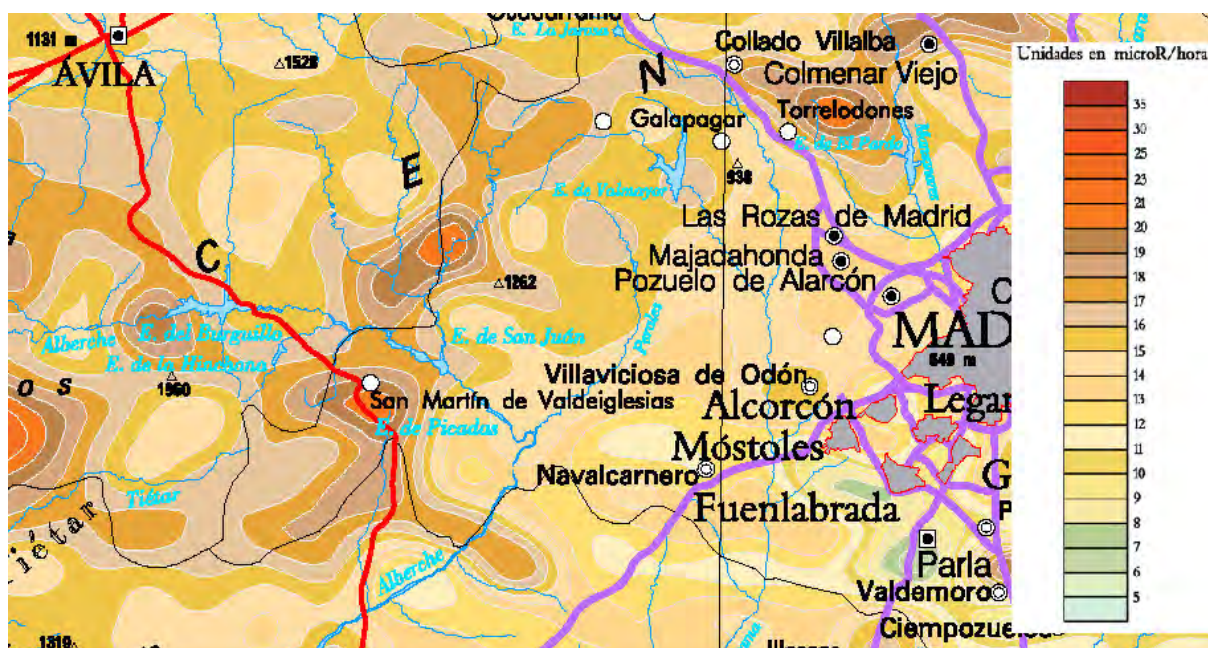 Collado Villalba
E. La Jarosa
1131 m
ÁVILA
1528
N
Colmenar Viejo
Galapagar
Torrelodones
E. de El Pardo
Manzanares
938
E
E. de Valmayor
Las Rozas de Madrid
Majadahonda
Pozuelo de Alarcón
C
1262
MAD
649 m
E. del Burguillo
Alberche
E. de la Hinchona
1560
E. de San Juán
Perales
OS
San Martín de Valdeiglesias
E. de Picadas
Villaviciosa de Odón
Alcorcón
Legan
Móstoles
Navalcarnero
G
Fuenlabrada
P
Tiétar
iétar
Alberche
Parla
Valdemoro
Ciempozuelos
1319
Unidades en microR/hora
35
30
25
23
21
20
19
18
17
16
15
14
13
12
11
10
9
8
7
6
5